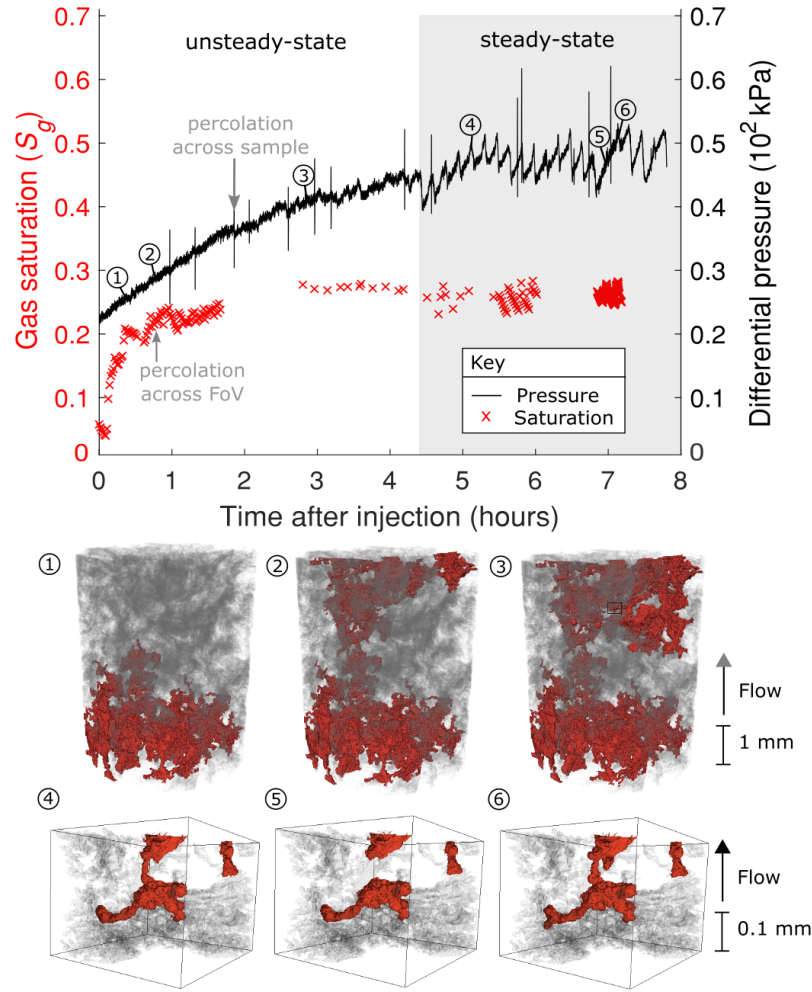 0.7
0.6
0.5
0.4
0.3
0.2
0.1
0
Gas saturation (S_g)
unsteady-state
steady-state
percolation
across sample
percolation
across FoV
①
②
③
④
⑤
⑥
Key
Pressure
Saturation
0.7
0.6
0.5
0.4
0.3
0.2
0.1
0
Differential pressure (10² kPa)
0 1 2 3 4 5 6 7 8
Time after injection (hours)
①
②
③
Flow
1 mm
④
⑤
⑥
Flow
0.1 mm